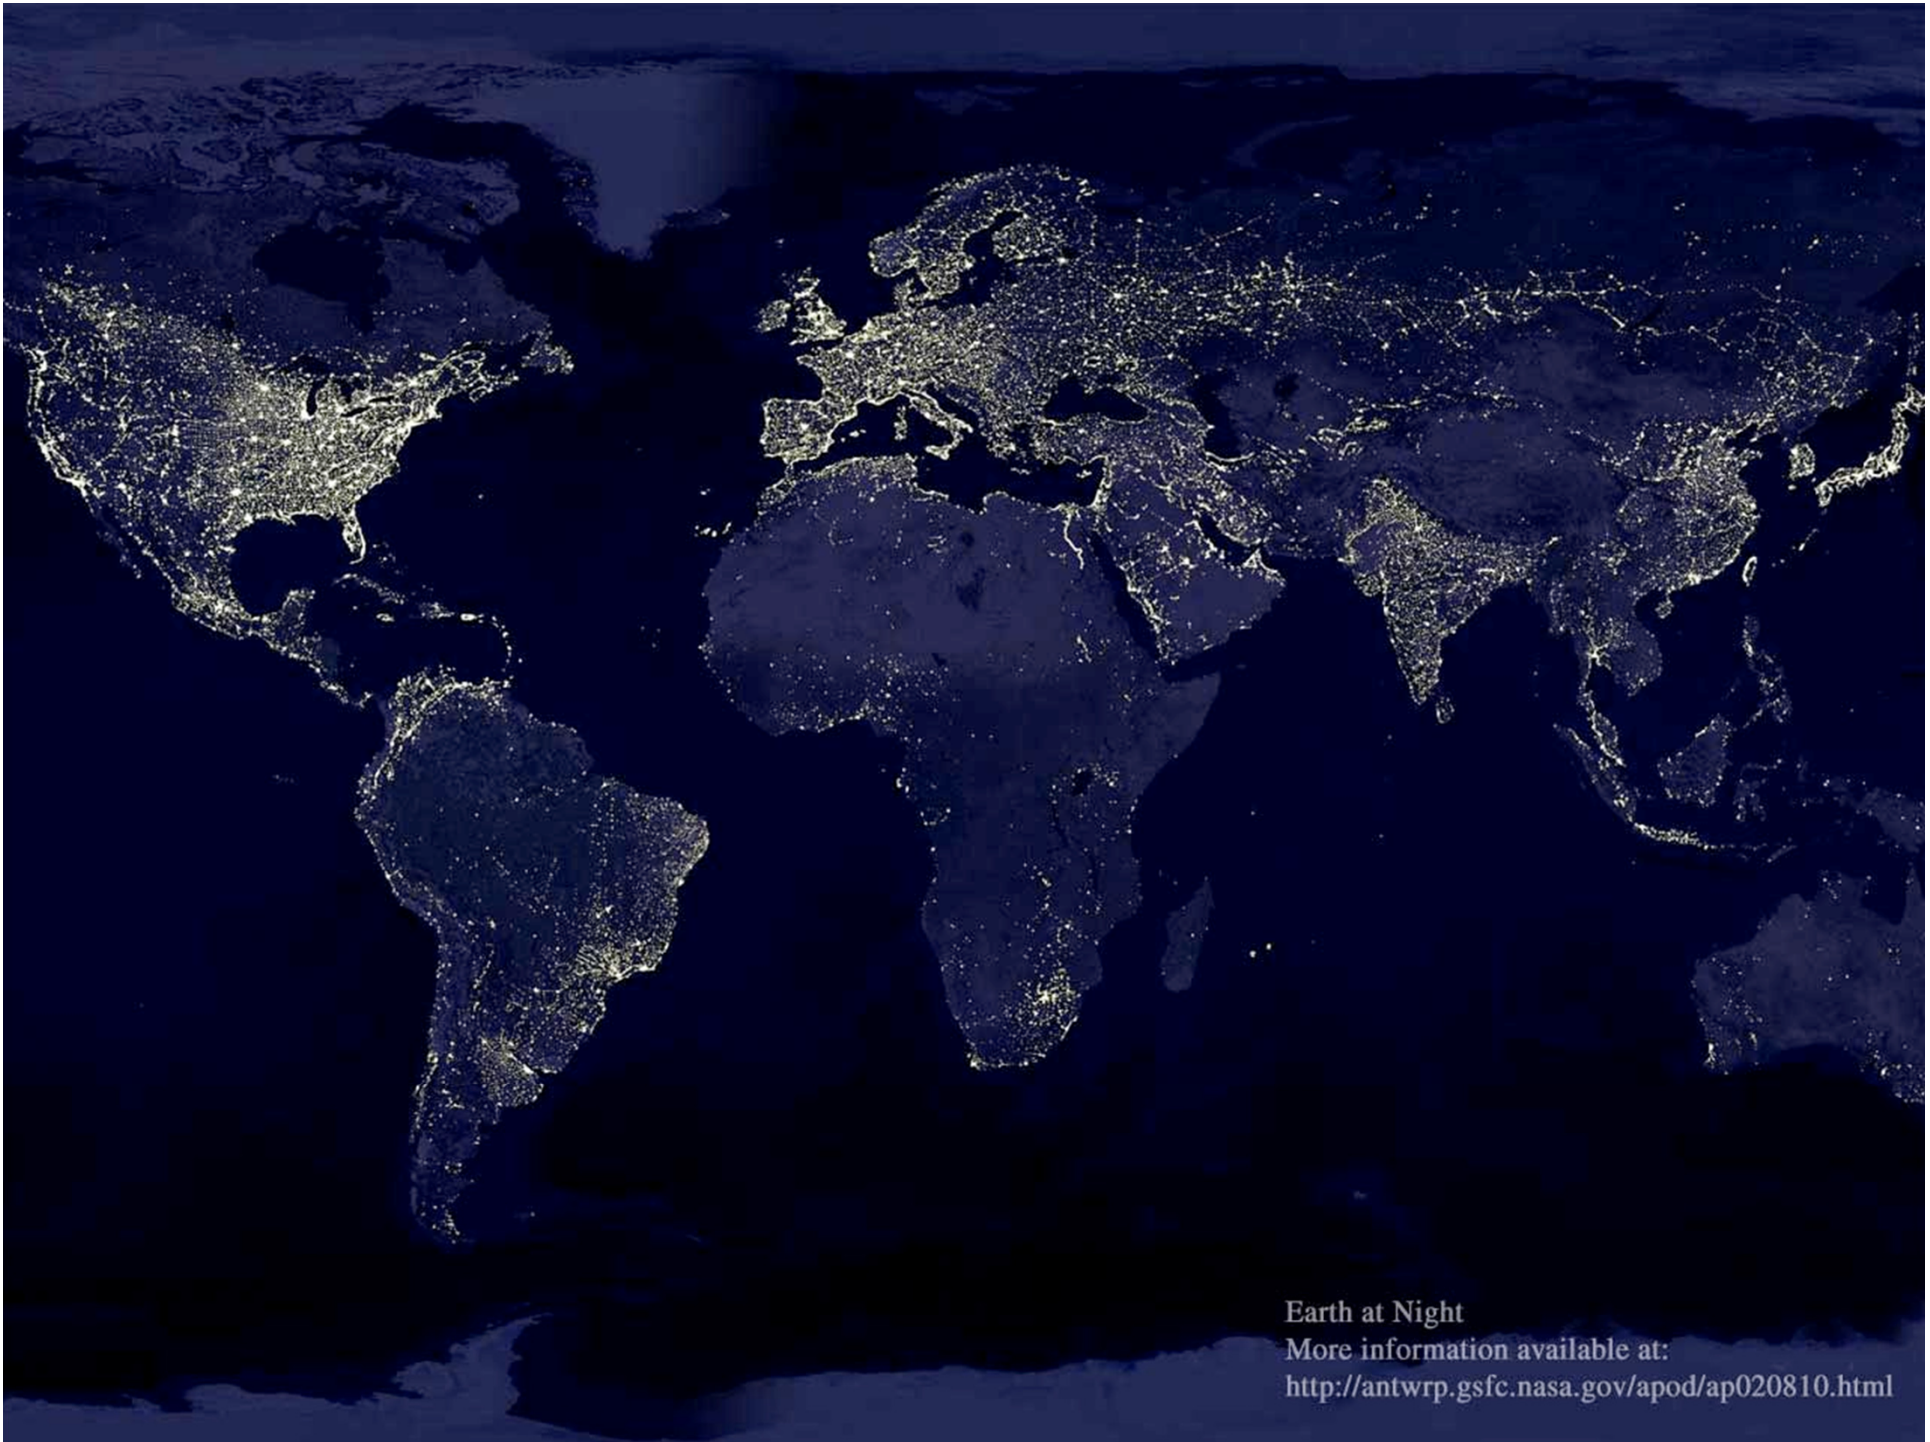 Earth at Night
More information available at:
http://antwrp.gsfc.nasa.gov/apod/ap020810.html